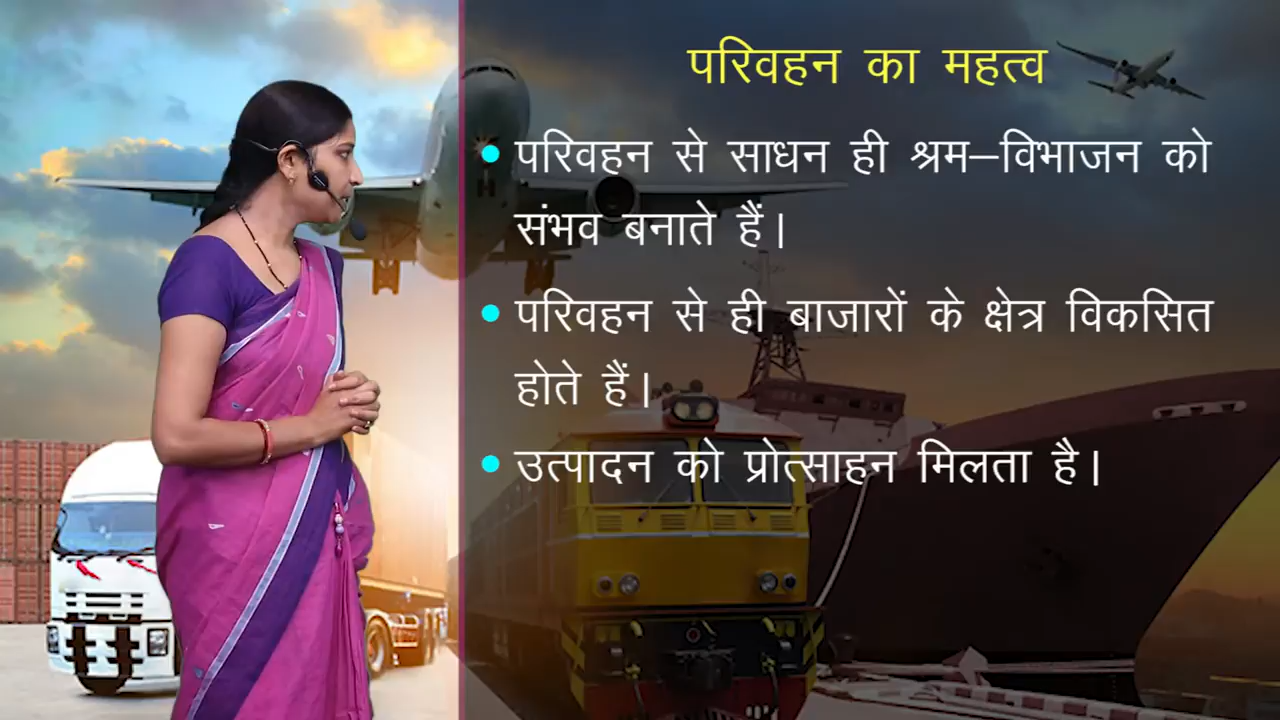 परिवहन का महत्व
परिवहन से साधन ही श्रम–विभाजन को
संभव बनाते हैं।
परिवहन से ही बाजारों के क्षेत्र विकसित
होते हैं।
उत्पादन को प्रोत्साहन मिलता है।